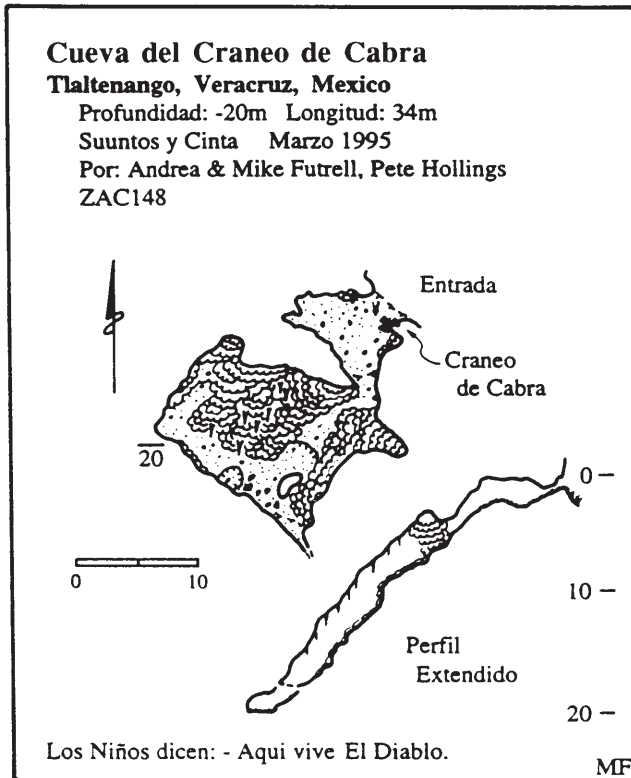 Cueva del Craneo de Cabra
Tlaltenango, Veracruz, Mexico
Profundidad: -20m Longitud: 34m
Suuntos y Cinta Marzo 1995
Por: Andrea & Mike Futrell, Pete Hollings
ZAC148
Entrada
Craneo
de Cabra
20
0 10
0 –
10 –
Perfil
Extendido
20 –
Los Niños dicen: - Aqui vive El Diablo.
MF